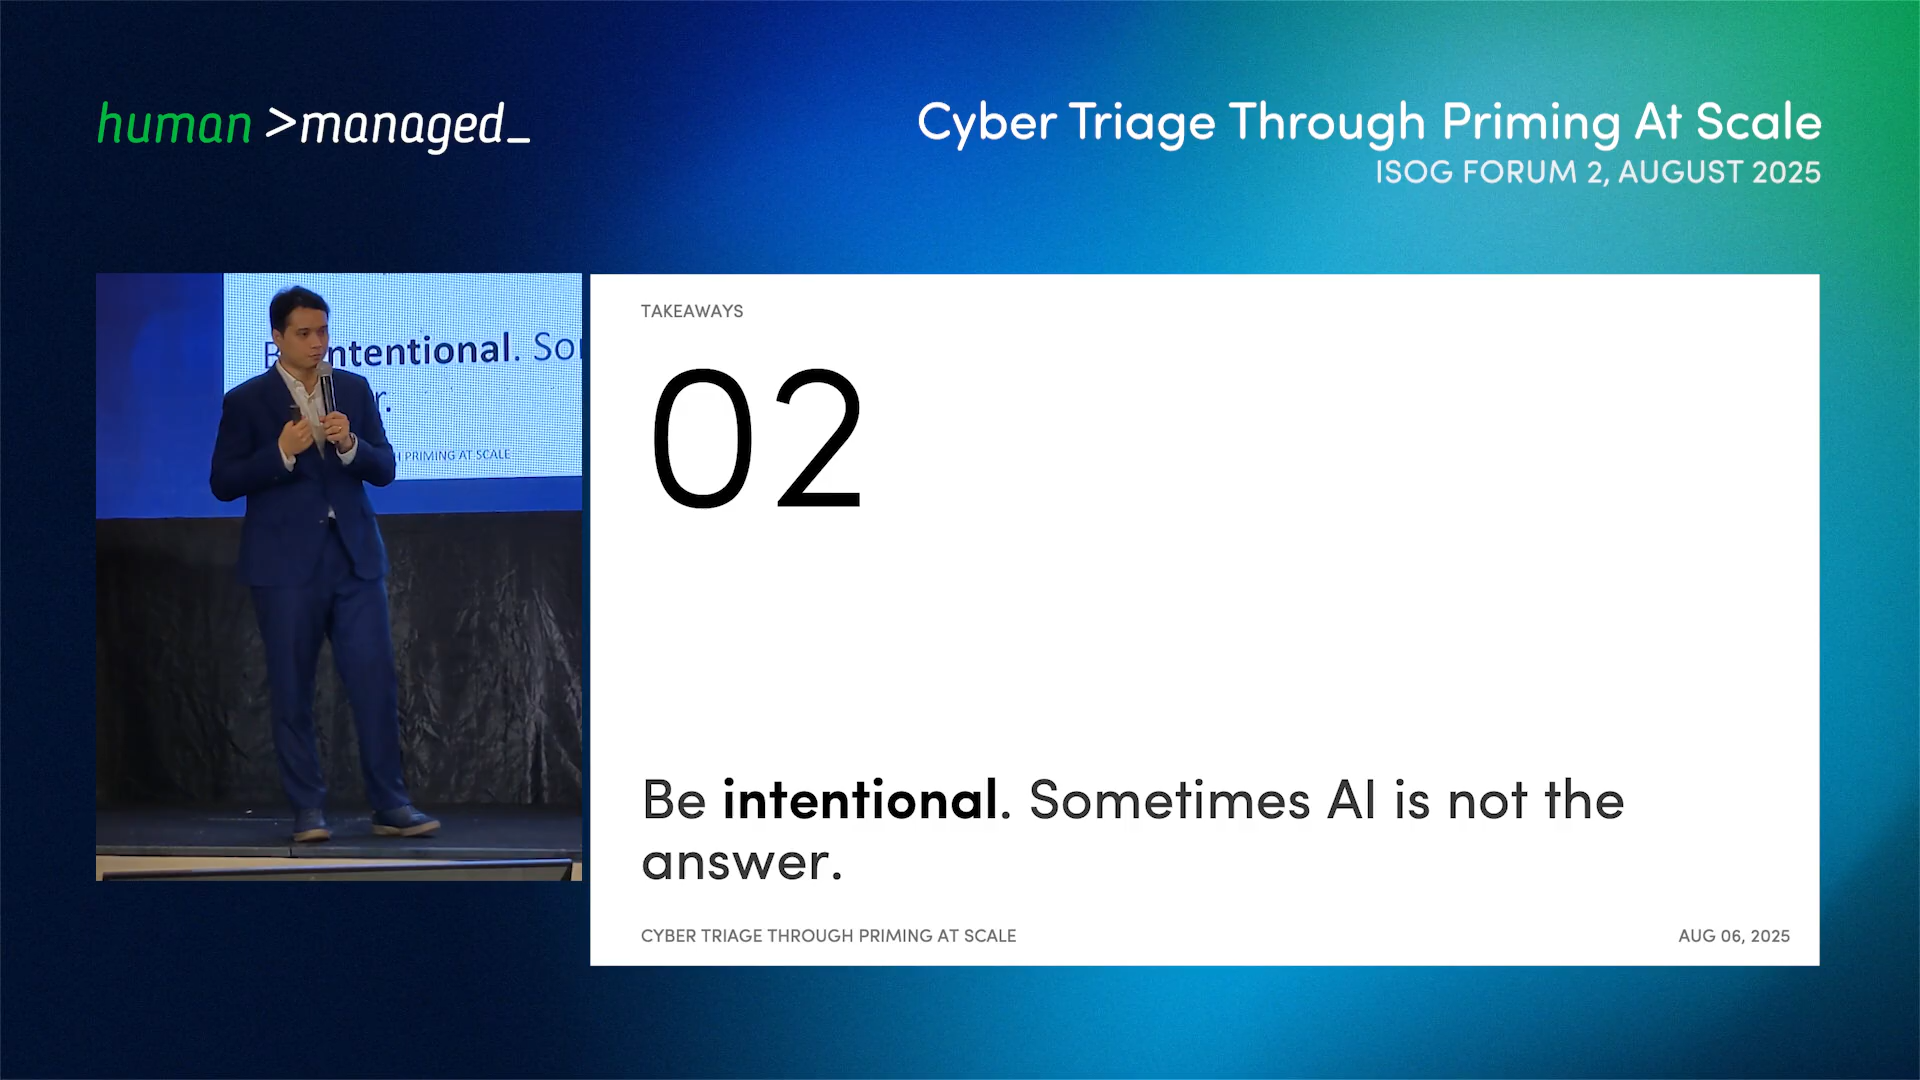 human >managed_
Cyber Triage Through Priming At Scale
ISOG FORUM 2, AUGUST 2025
ntentional. So
r.
H PRIMING AT SCALE
TAKEAWAYS
02
Be intentional. Sometimes AI is not the
answer.
CYBER TRIAGE THROUGH PRIMING AT SCALE
AUG 06, 2025